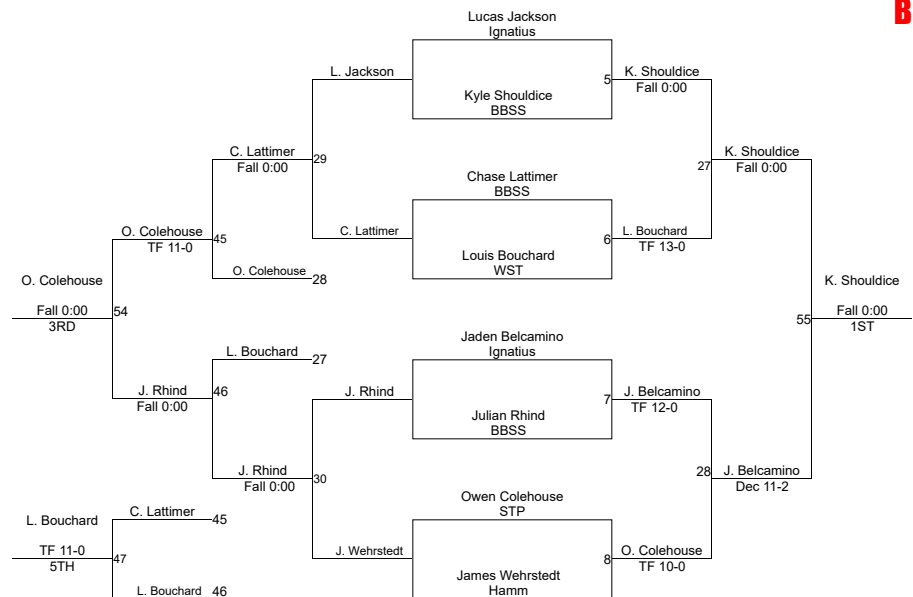 B
Lucas Jackson
Ignatius
L. Jackson
5
K. Shouldice
Fall 0:00
Kyle Shouldice
BBSS
C. Lattimer
Fall 0:00
29
27
K. Shouldice
Fall 0:00
Chase Lattimer
BBSS
O. Colehouse
TF 11-0
45
C. Lattimer
6
L. Bouchard
TF 13-0
Louis Bouchard
WST
O. Colehouse
28
O. Colehouse
Fall 0:00
3RD
54
K. Shouldice
Fall 0:00
1ST
55
Jaden Belcamino
Ignatius
L. Bouchard
27
J. Rhind
Fall 0:00
46
J. Rhind
7
J. Belcamino
TF 12-0
Julian Rhind
BBSS
J. Rhind
Fall 0:00
30
28
J. Belcamino
Dec 11-2
Owen Colehouse
STP
C. Lattimer
45
L. Bouchard
TF 11-0
5TH
47
J. Wehrstedt
8
O. Colehouse
TF 10-0
James Wehrstedt
Hamm
L. Bouchard
46